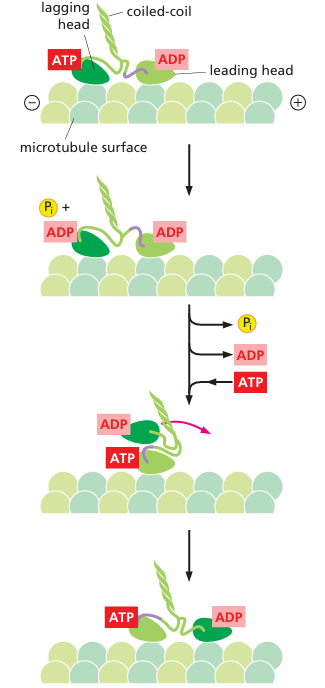 lagging
head
coiled-coil
ATP
ADP
leading head
−
+
microtubule surface
Pi +
ADP
ADP
Pi
ADP
ATP
ADP
ATP
ATP
ADP